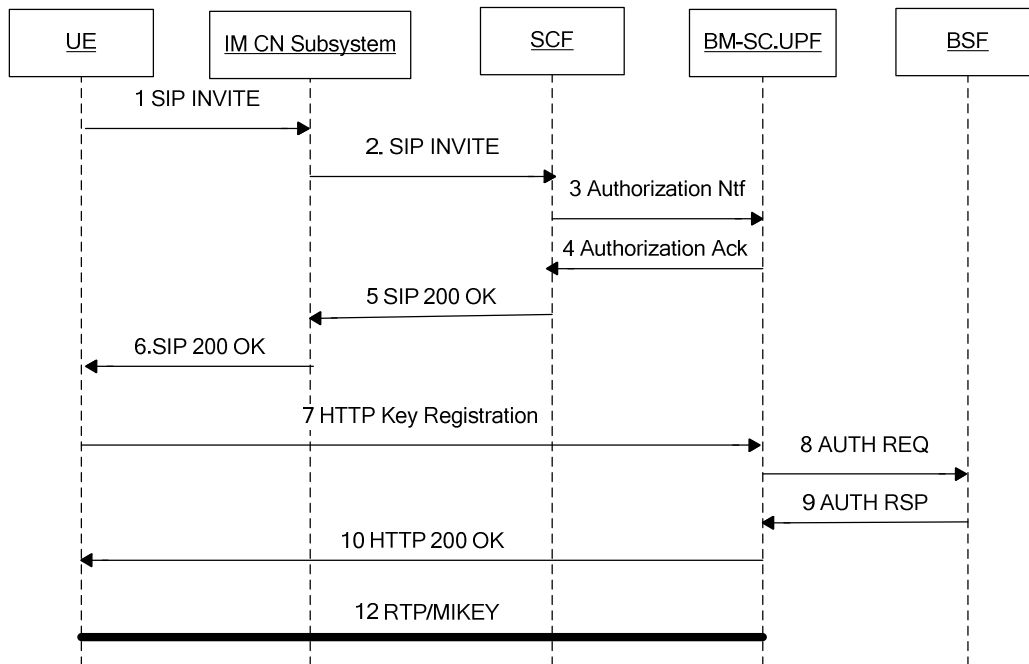 UE
IM CN Subsystem
SCF
BM-SC.UPF
BSF
1 SIP INVITE
2. SIP INVITE
3 Authorization Ntf
4 Authorization Ack
5 SIP 200 OK
6.SIP 200 OK
7 HTTP Key Registration
8 AUTH REQ
9 AUTH RSP
10 HTTP 200 OK
12 RTP/MIKEY